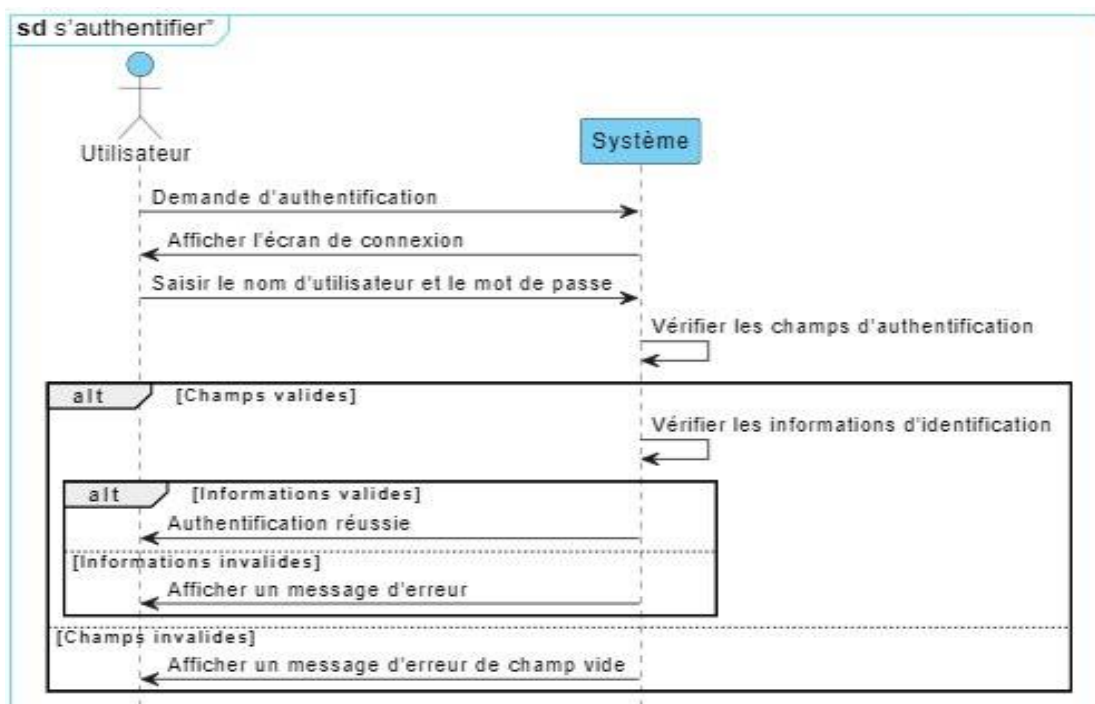 sd s'authentifier"
Utilisateur
Système
Demande d'authentification
Afficher l'écran de connexion
Saisir le nom d'utilisateur et le mot de passe
Vérifier les champs d'authentification
alt [Champs valides]
Vérifier les informations d'identification
alt [Informations valides]
Authentification réussie
[Informations invalides]
Afficher un message d'erreur
[Champs invalides]
Afficher un message d'erreur de champ vide